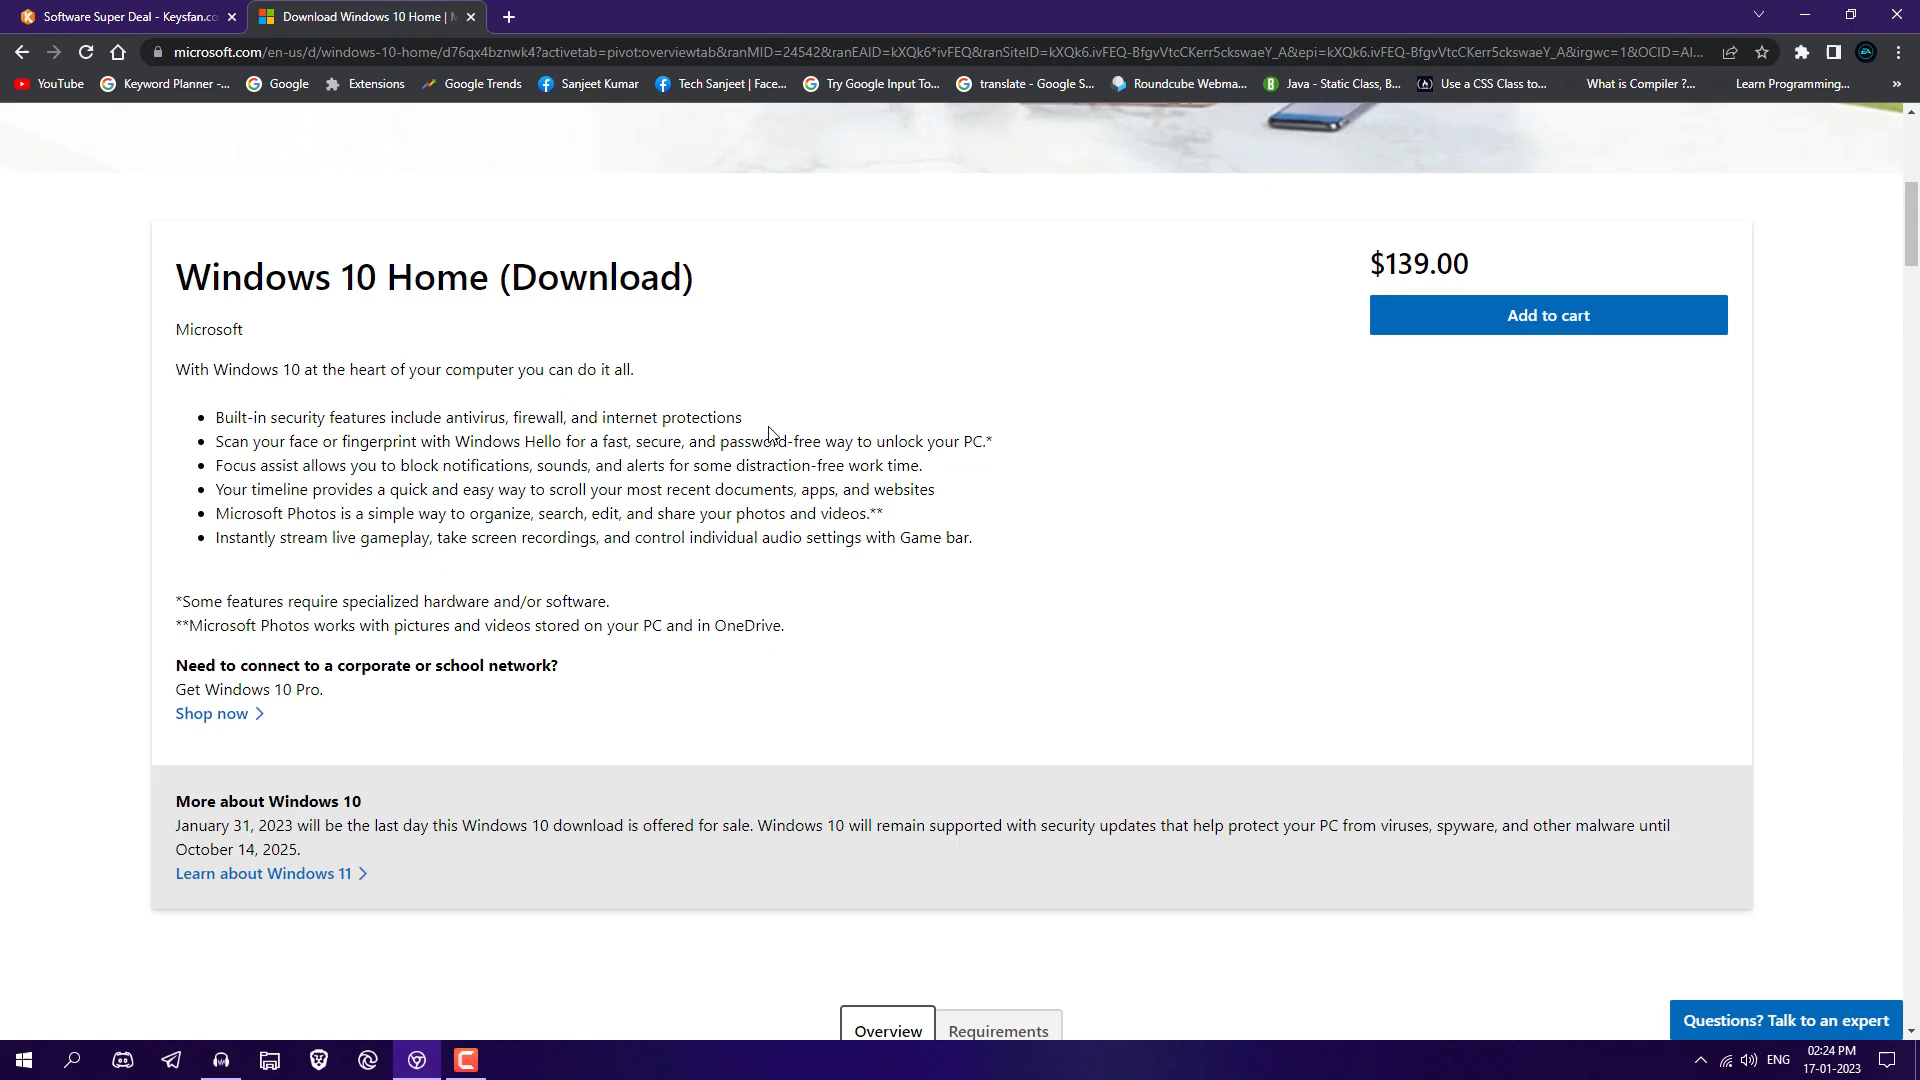 Software Super Deal - Keysfan.co
Download Windows 10 Home | M
microsoft.com/en-us/d/windows-10-home/d76qx4bznwk4?activetab=pivot:overviewtab&ranMID=24542&ranEAID=kXQk6*ivFEQ&ranSiteID=kXQk6.ivFEQ-BfgvVtcCKerr5ckswaeY_A&epi=kXQk6.ivFEQ-BfgvVtcCKerr5ckswaeY_A&irgwc=1&OCID=AI...
YouTube
Keyword Planner -...
Google
Extensions
Google Trends
Sanjeet Kumar
Tech Sanjeet | Face...
Try Google Input To...
translate - Google S...
Roundcube Webma...
Java - Static Class, B...
Use a CSS Class to...
What is Compiler ?...
Learn Programming...
»
Windows 10 Home (Download)
$139.00
Add to cart
Microsoft
With Windows 10 at the heart of your computer you can do it all.
• Built-in security features include antivirus, firewall, and internet protections
• Scan your face or fingerprint with Windows Hello for a fast, secure, and password-free way to unlock your PC.*
• Focus assist allows you to block notifications, sounds, and alerts for some distraction-free work time.
• Your timeline provides a quick and easy way to scroll your most recent documents, apps, and websites
• Microsoft Photos is a simple way to organize, search, edit, and share your photos and videos.**
• Instantly stream live gameplay, take screen recordings, and control individual audio settings with Game bar.
*Some features require specialized hardware and/or software.
**Microsoft Photos works with pictures and videos stored on your PC and in OneDrive.
Need to connect to a corporate or school network?
Get Windows 10 Pro.
Shop now
More about Windows 10
January 31, 2023 will be the last day this Windows 10 download is offered for sale. Windows 10 will remain supported with security updates that help protect your PC from viruses, spyware, and other malware until
October 14, 2025.
Learn about Windows 11
Overview
Requirements
Questions? Talk to an expert
ENG
02:24 PM
17-01-2023